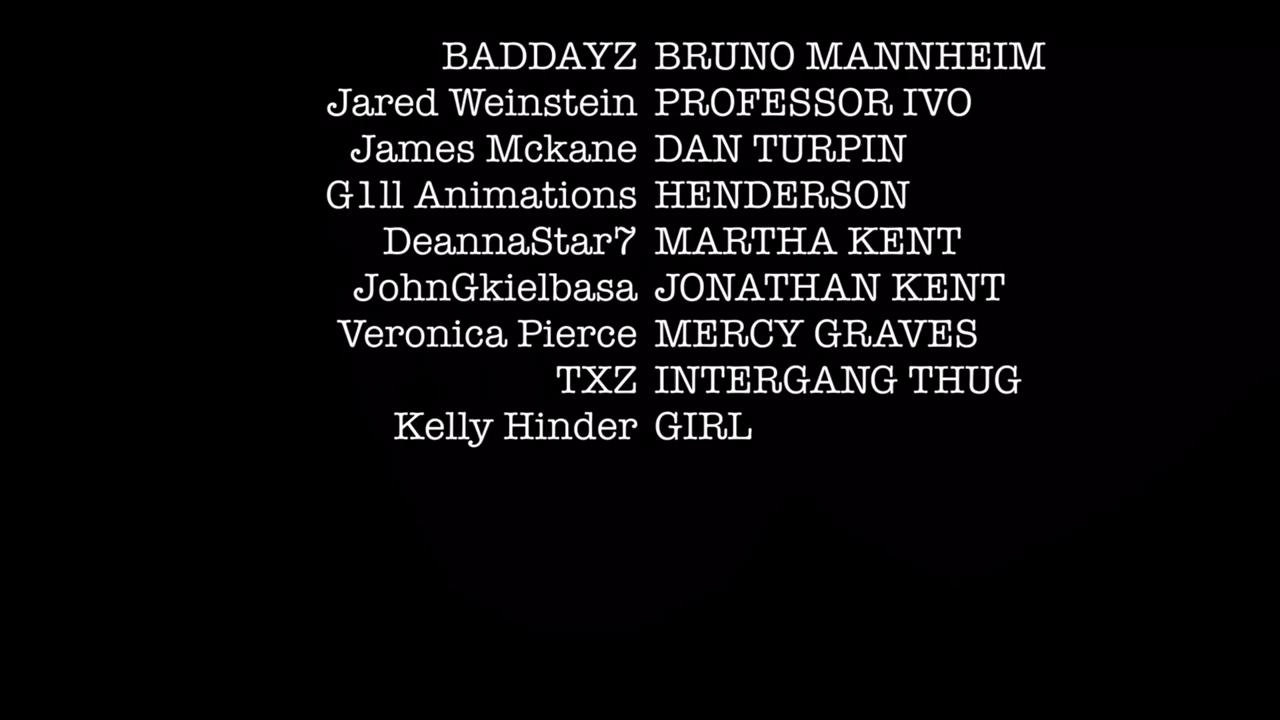 BADDAYZ BRUNO MANNHEIM
Jared Weinstein PROFESSOR IVO
James Mckane DAN TURPIN
G1ll Animations HENDERSON
DeannaStar7 MARTHA KENT
JohnGkielbasa JONATHAN KENT
Veronica Pierce MERCY GRAVES
TXZ INTERGANG THUG
Kelly Hinder GIRL